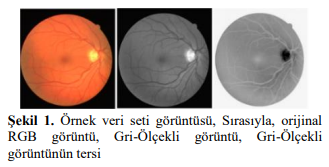 Şekil 1. Örnek veri seti görüntüsü, Sırasıyla, orijinal
RGB görüntü, Gri-Ölçekli görüntü, Gri-Ölçekli
görüntünün tersi